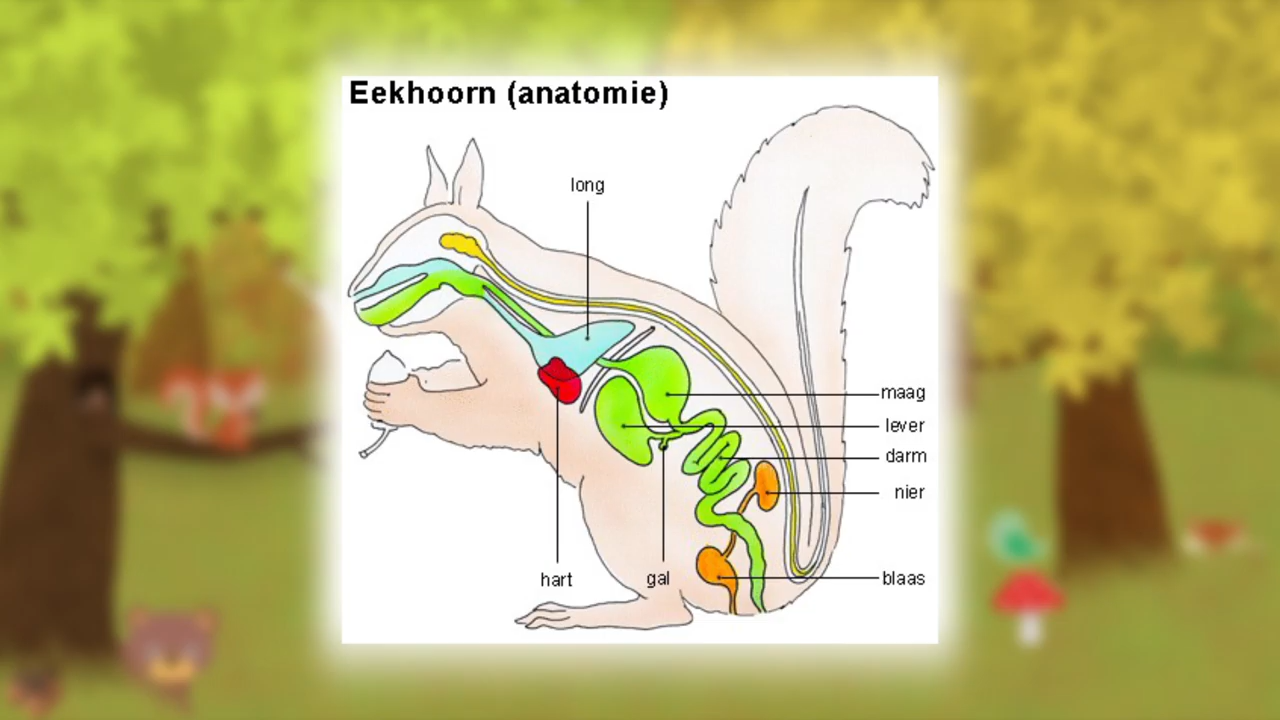 Eekhoorn (anatomie)
long
maag
lever
darm
nier
hart
gal
blaas